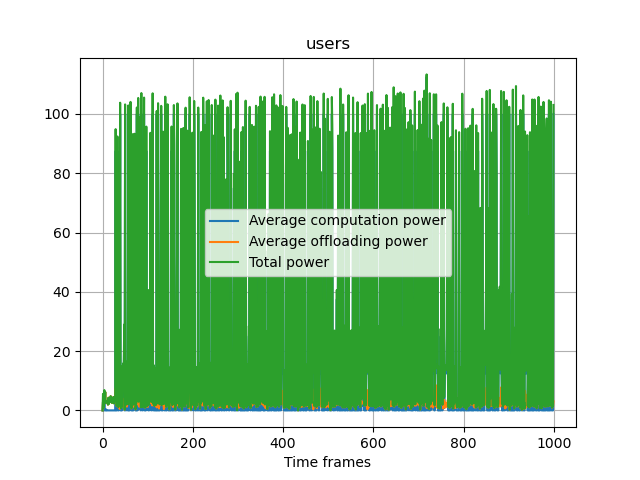 users
100
80
60
40
20
0
Average computation power
Average offloading power
Total power
0 200 400 600 800 1000
Time frames